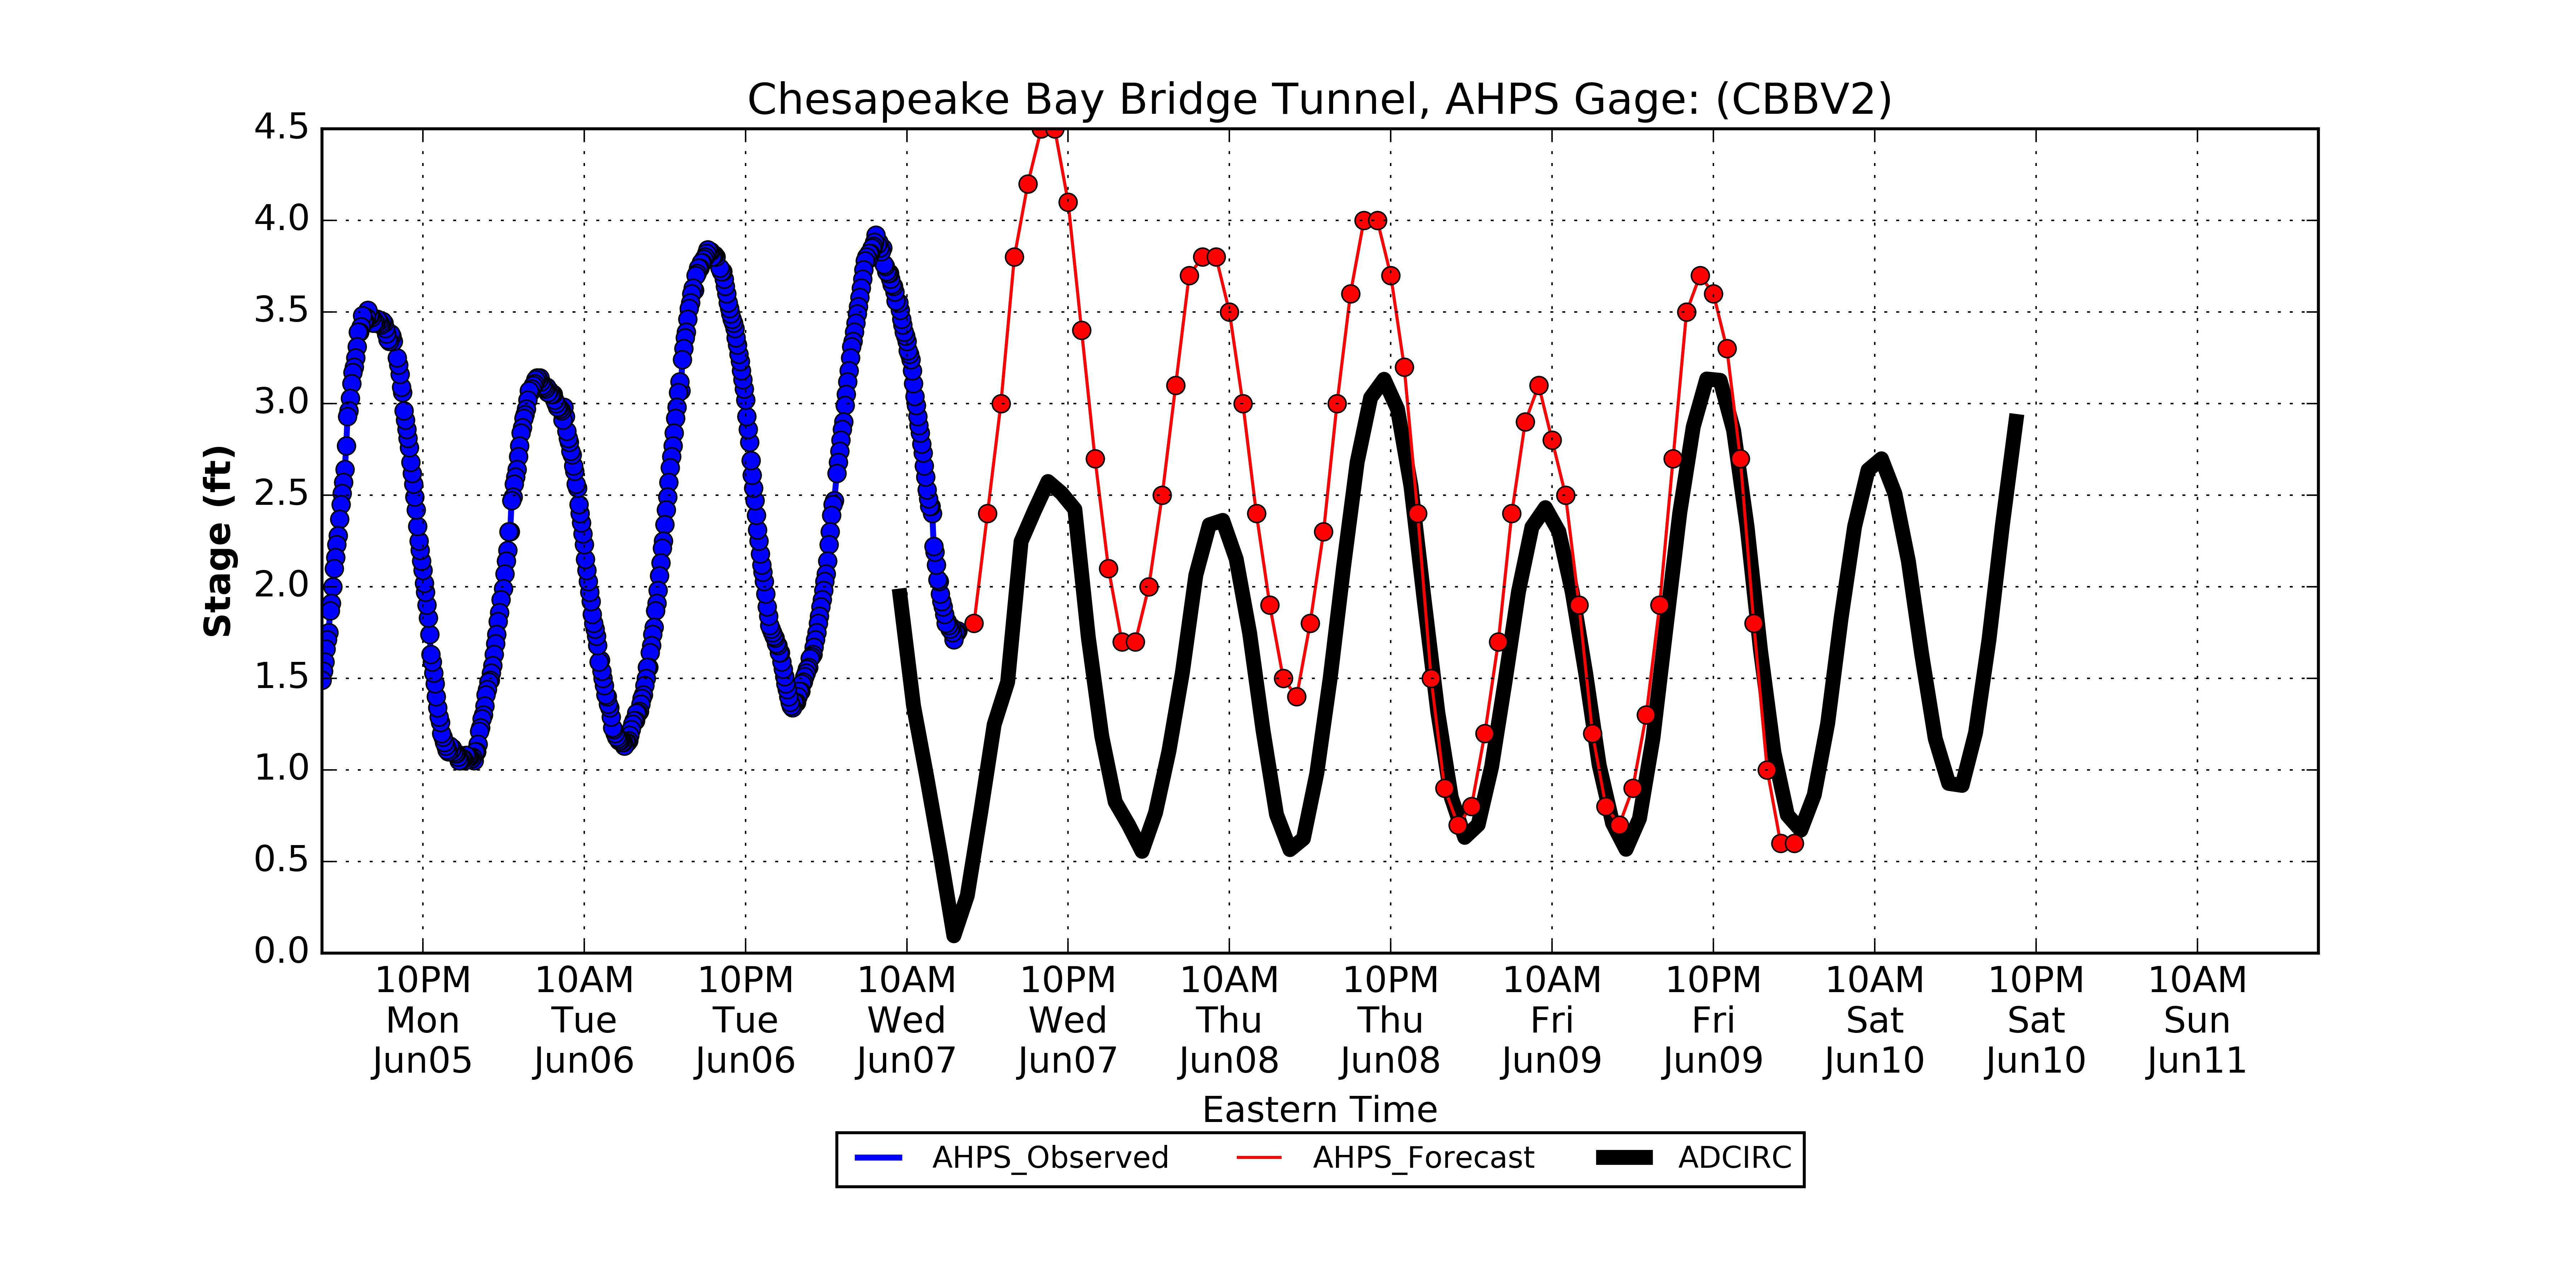 Chesapeake Bay Bridge Tunnel, AHPS Gage: (CBBV2)
4.5
4.0
3.5
3.0
2.5
2.0
1.5
1.0
0.5
0.0
Stage (ft)
10PM 10AM 10PM 10AM 10PM 10AM 10PM 10AM 10PM 10AM 10PM 10AM
Mon Tue Tue Wed Wed Thu Thu Fri Fri Sat Sat Sun
Jun05 Jun06 Jun06 Jun07 Jun07 Jun08 Jun08 Jun09 Jun09 Jun10 Jun10 Jun11
Eastern Time
AHPS_Observed AHPS_Forecast ADCIRC